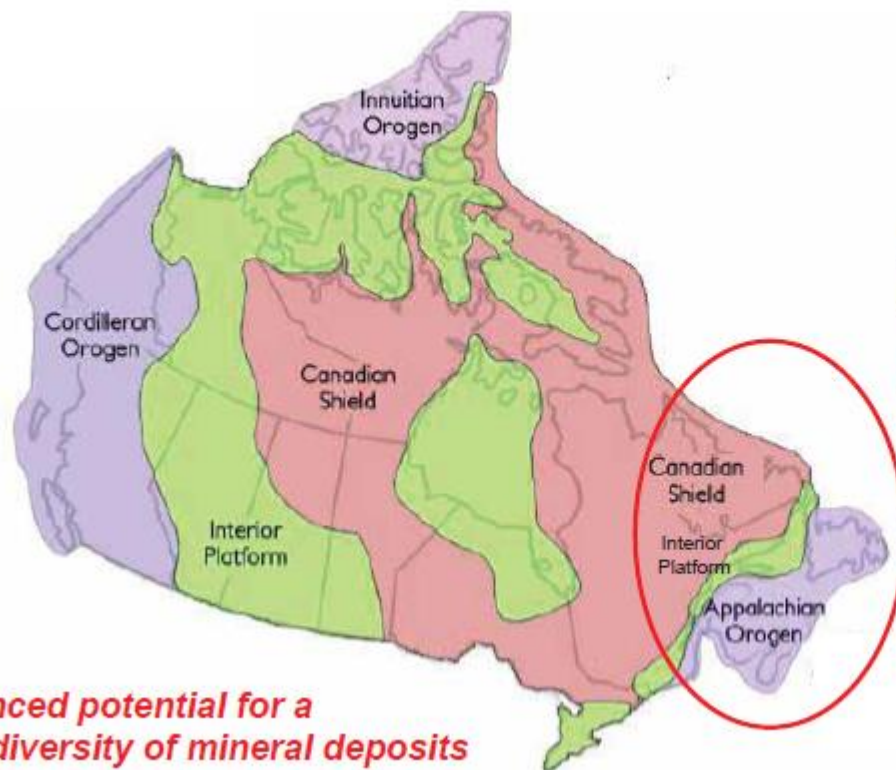 Innuitian
Orogen
Cordilleran
Orogen
Canadian
Shield
Canadian
Shield
Interior
Platform
Interior
Platform
Appalachian
Orogen
nced potential for a
diversity of mineral deposits